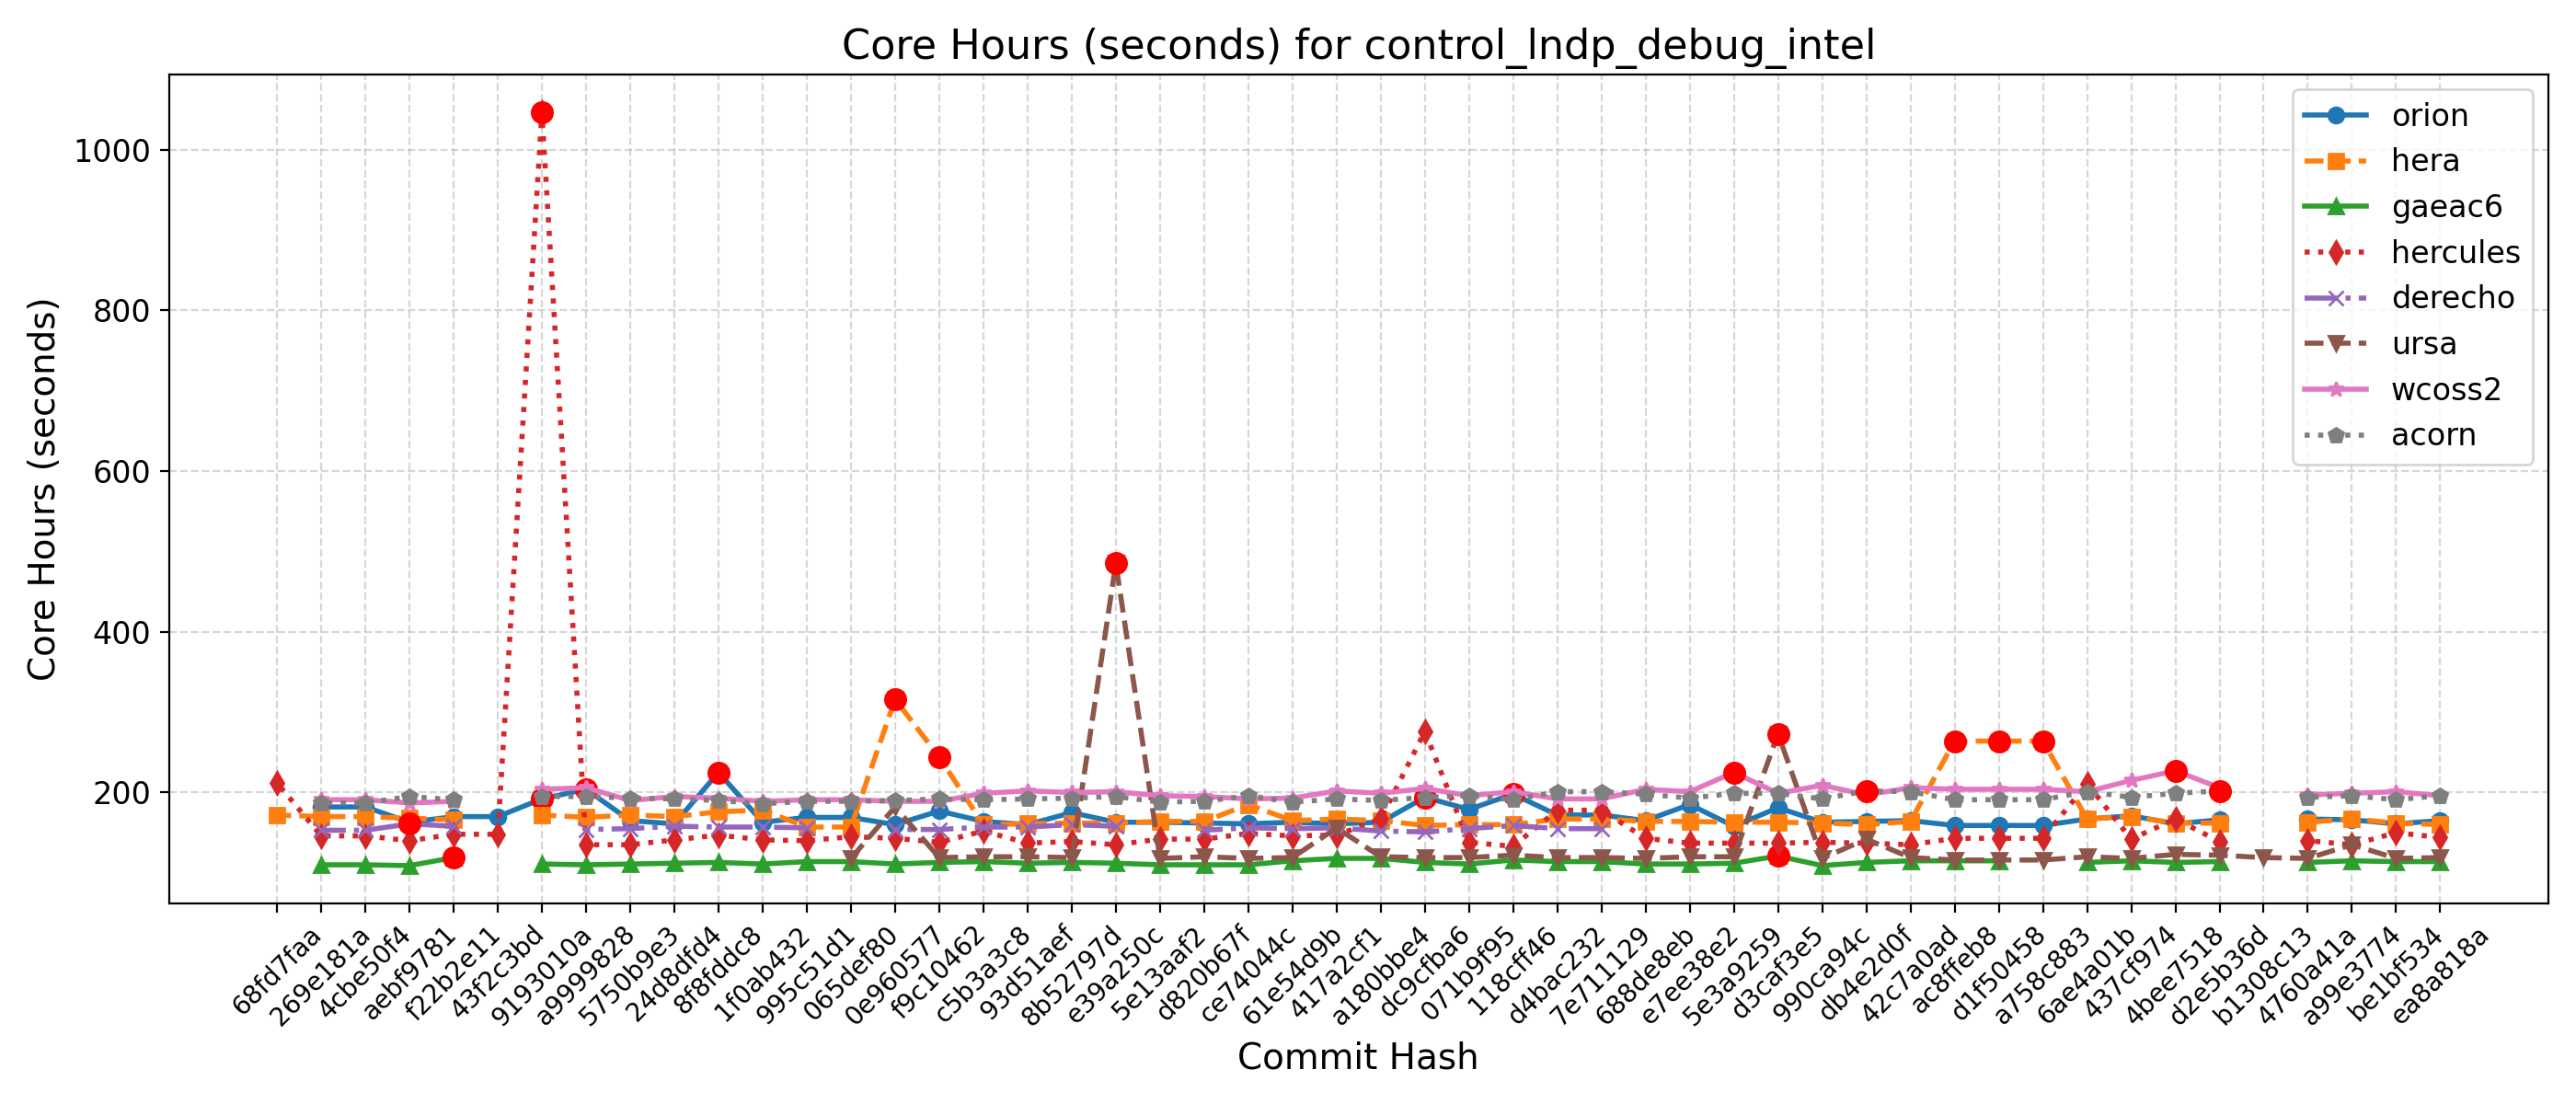 Core Hours (seconds) for control_lndp_debug_intel
Core Hours (seconds)
1000
800
600
400
200
orion
hera
gaeac6
hercules
derecho
ursa
wcoss2
acorn
68fd7faa
269e181a
4cbe50f4
aebf9781
f22b2e11
43f2c3bd
9193010a
a9999828
5750b9e3
24d8dfd4
8f8fddc8
1f0ab432
995c51d1
065def80
0e960577
f9c10462
c5b3a3c8
93d51aef
8b52797d
e39a250c
5e13aaf2
d820b67f
ce74044c
61e54d9b
417a2cf1
a180bbe4
dc9cfba6
071b9f95
118cff46
d4bac232
7e711129
688de8eb
e7ee38e2
5e3a9259
d3caf3e5
990ca94c
db4e2d0f
42c7a0ad
ac8ffeb8
d1f50458
a758c883
6ae4a01b
437cf974
4bee7518
d2e5b36d
b1308c13
4760a41a
a99e3774
be1bf534
ea8a818a
Commit Hash